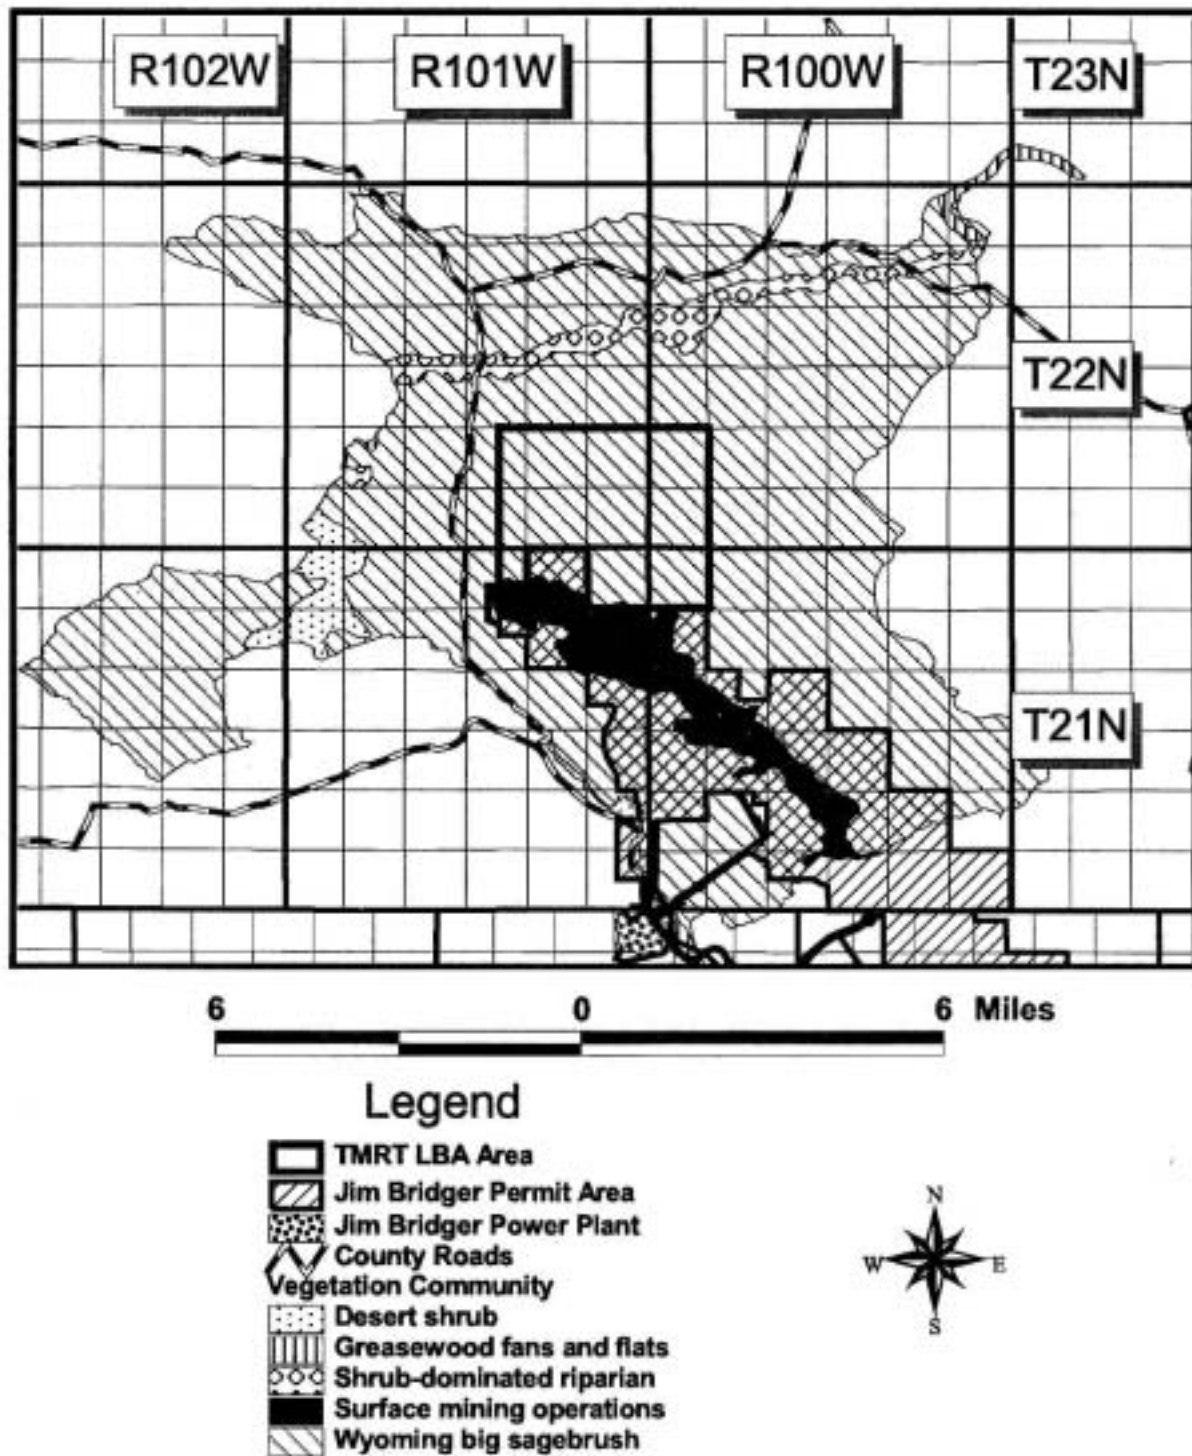 R102W R101W R100W T23N
T22N
T21N
6 0 6 Miles
Legend
TMRT LBA Area
Jim Bridger Permit Area
Jim Bridger Power Plant
County Roads
Vegetation Community
Desert shrub
Greasewood fans and flats
Shrub-dominated riparian
Surface mining operations
Wyoming big sagebrush
N
W E
S